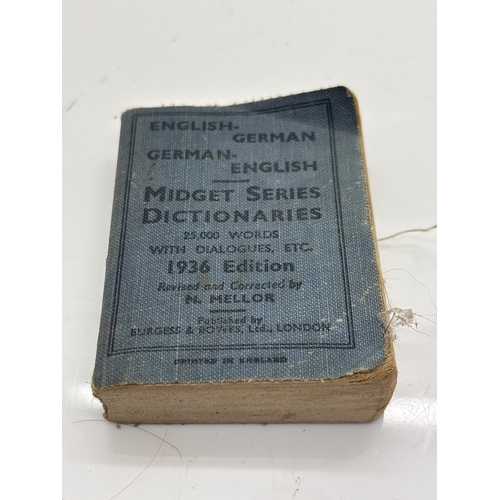 ENGLISH-
GERMAN
GERMAN-
ENGLISH
MIDGET SERIES
DICTIONARIES
25,000 WORDS
WITH DIALOGUES, ETC.
1936 Edition
Revised and Corrected by
N. MELLOR
Published by
BURGESS & BOWES, Ltd., LONDON
PRINTED IN ENGLAND